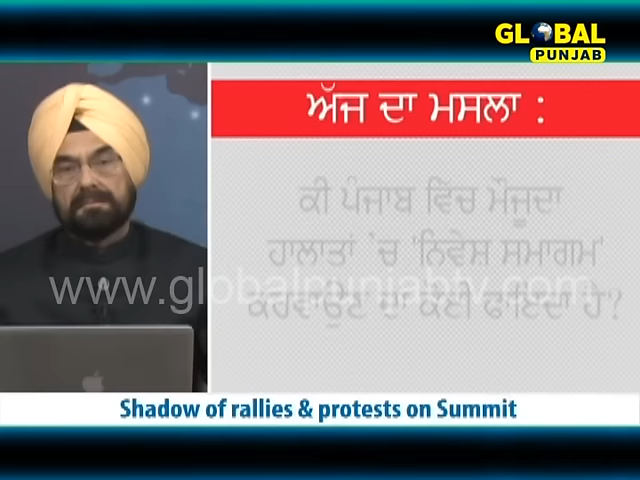 GLOBAL
PUNJAB
ਅੱਜ ਦਾ ਮਸਲਾ :
ਕੀ ਪੰਜਾਬ ਵਿੱਚ ਮੌਜੂਦਾ
ਹਾਲਾਤਾਂ 'ਚ 'ਨਿਵੇਸ਼ ਸਮਾਗਮ'
www.globalpunjabtv.com
ਕਰਵਾਉਣ ਦਾ ਕੋਈ ਫਾਇਦਾ ਹੈ?
Shadow of rallies & protests on Summit